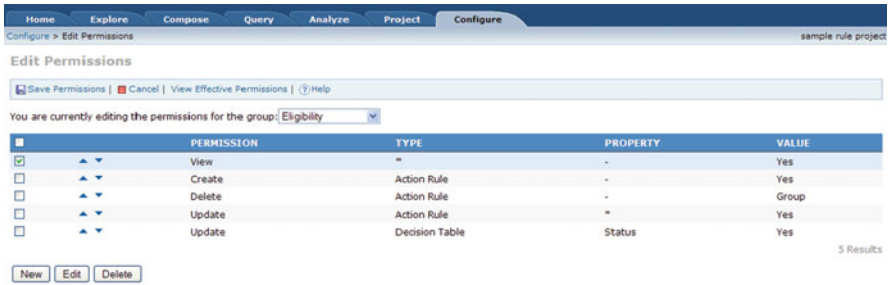 Home Explore Compose Query Analyze Project Configure
Configure > Edit Permissions sample rule project
Edit Permissions
Save Permissions | Cancel | View Effective Permissions | ? Help
You are currently editing the permissions for the group: Eligibility
PERMISSION TYPE PROPERTY VALUE
View * - Yes
Create Action Rule - Yes
Delete Action Rule - Group
Update Action Rule * Yes
Update Decision Table Status Yes
5 Results
New Edit Delete